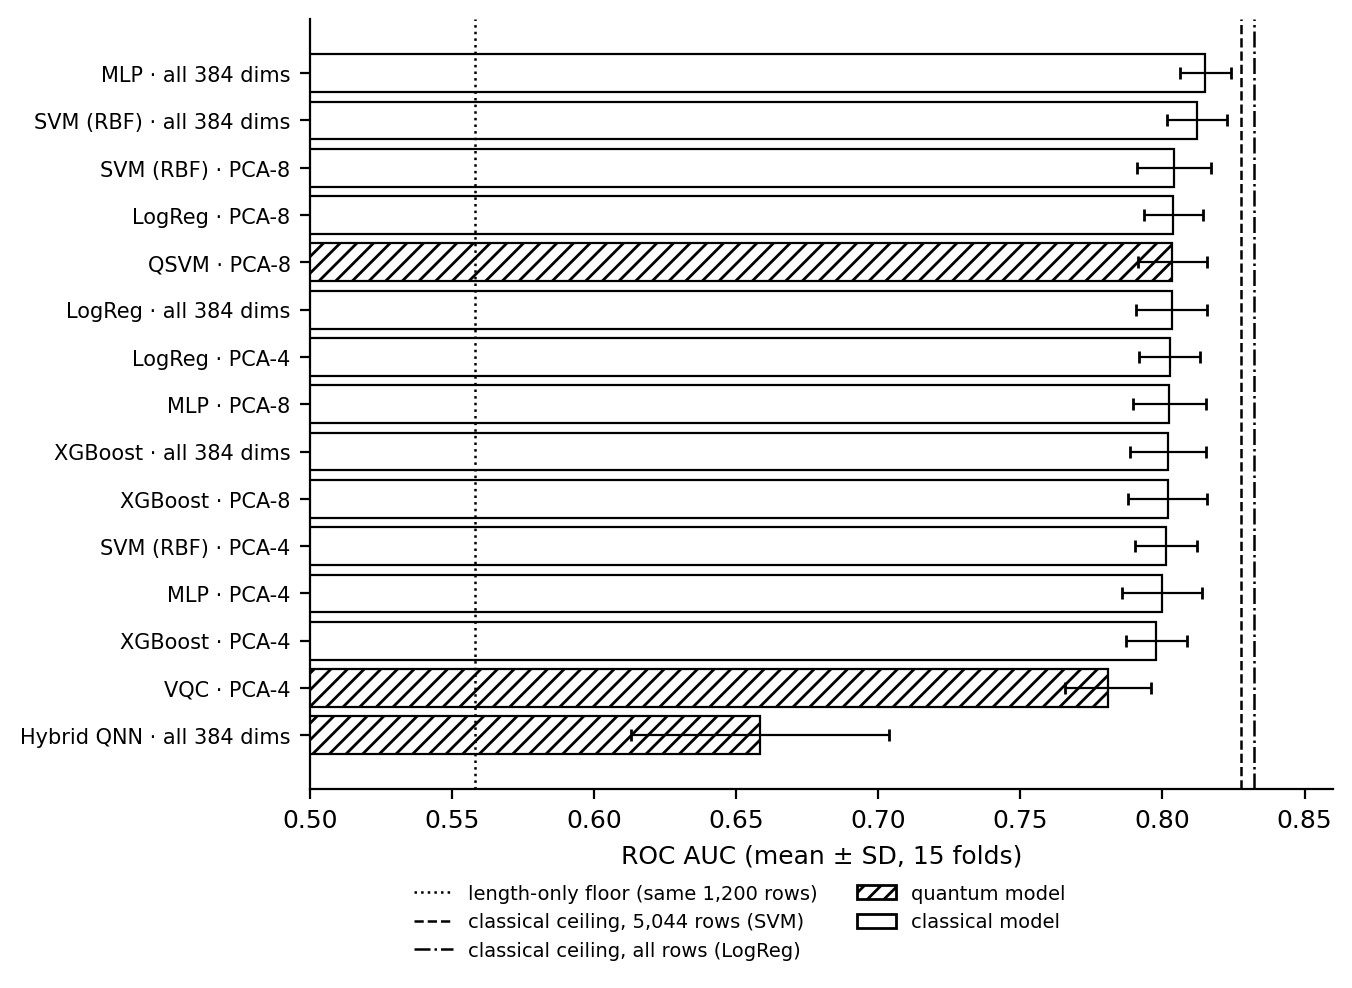 MLP · all 384 dims
SVM (RBF) · all 384 dims
SVM (RBF) · PCA-8
LogReg · PCA-8
QSVM · PCA-8
LogReg · all 384 dims
LogReg · PCA-4
MLP · PCA-8
XGBoost · all 384 dims
XGBoost · PCA-8
SVM (RBF) · PCA-4
MLP · PCA-4
XGBoost · PCA-4
VQC · PCA-4
Hybrid QNN · all 384 dims
0.50 0.55 0.60 0.65 0.70 0.75 0.80 0.85
ROC AUC (mean ± SD, 15 folds)
length-only floor (same 1,200 rows)
classical ceiling, 5,044 rows (SVM)
classical ceiling, all rows (LogReg)
quantum model
classical model